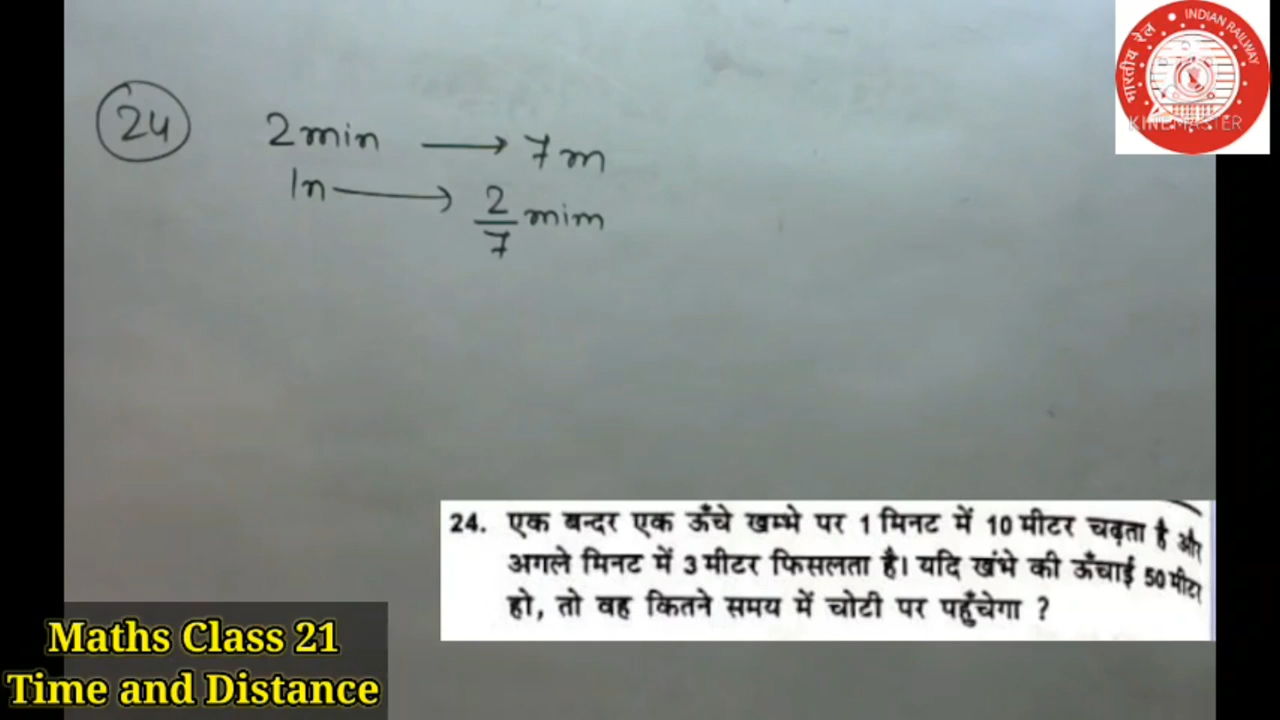 भारतीय रेल
INDIAN RAILWAY
KINEMASTER
24
2min → 7m
1m → 2/7 mim
24. एक बन्दर एक ऊँचे खम्भे पर 1 मिनट में 10 मीटर चढ़ता है और
अगले मिनट में 3 मीटर फिसलता है। यदि खंभे की ऊँचाई 50 मीटर
हो, तो वह कितने समय में चोटी पर पहुँचेगा ?
Maths Class 21
Time and Distance